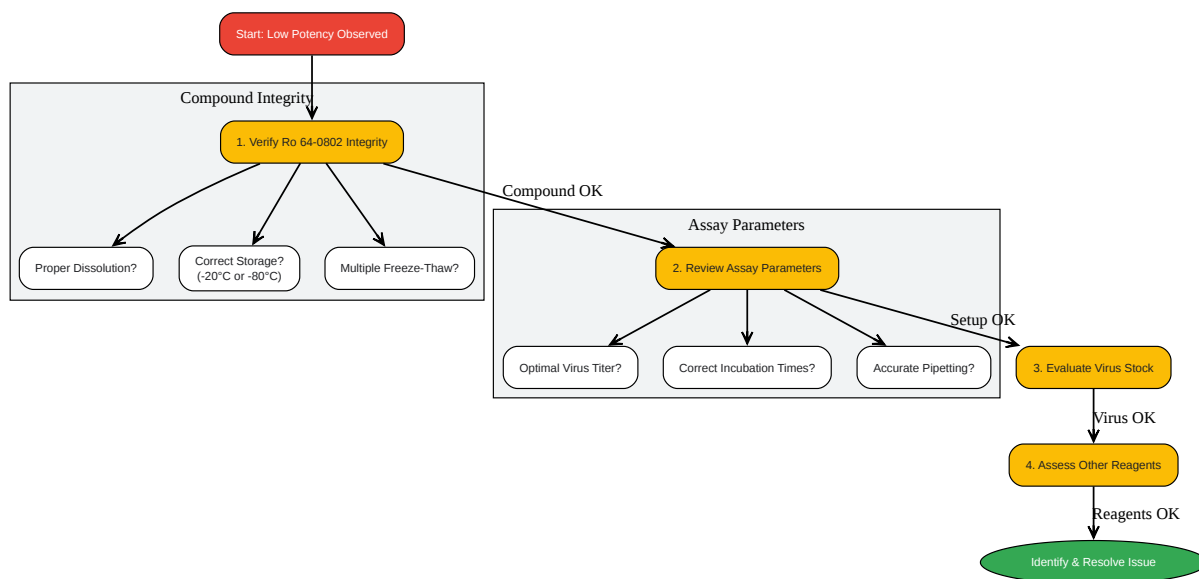 Start: Low Potency Observed
Compound Integrity
1. Verify Ro 64-0802 Integrity
Compound OK
Proper Dissolution?
Correct Storage?
(-20°C or -80°C)
Multiple Freeze-Thaw?
Assay Parameters
2. Review Assay Parameters
Setup OK
Optimal Virus Titer?
Correct Incubation Times?
Accurate Pipetting?
3. Evaluate Virus Stock
Virus OK
4. Assess Other Reagents
Reagents OK
Identify & Resolve Issue